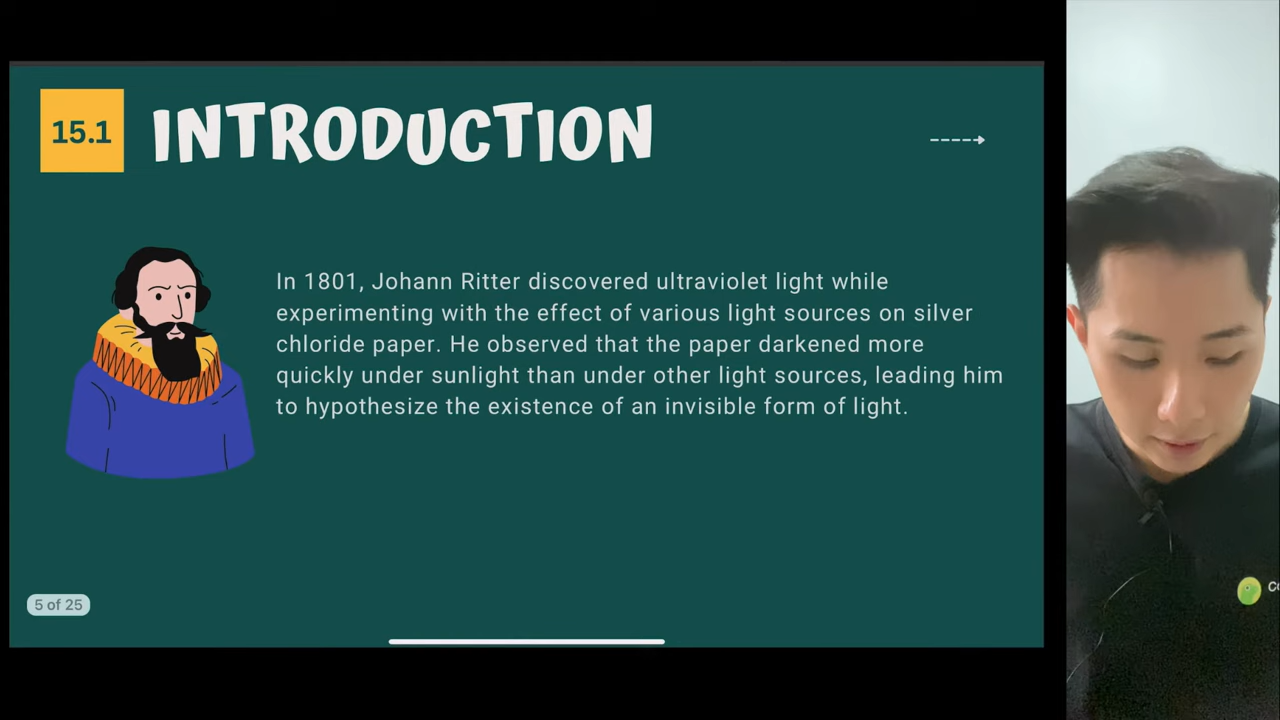 15.1
INTRODUCTION
In 1801, Johann Ritter discovered ultraviolet light while
experimenting with the effect of various light sources on silver
chloride paper. He observed that the paper darkened more
quickly under sunlight than under other light sources, leading him
to hypothesize the existence of an invisible form of light.
5 of 25